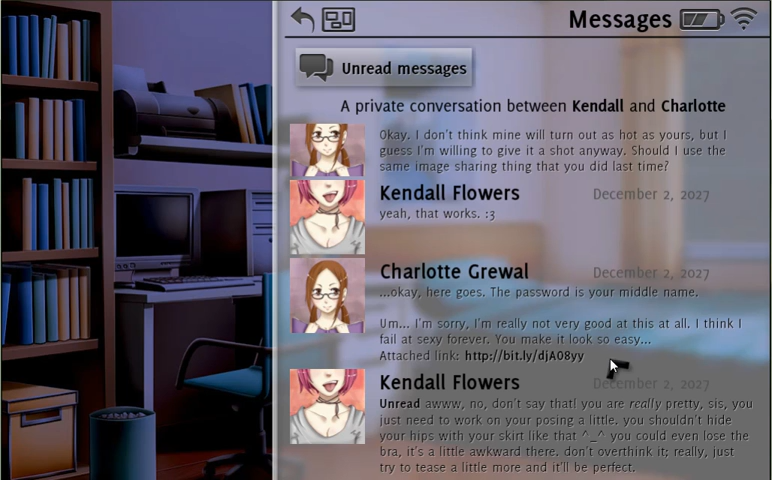 Messages
Unread messages
A private conversation between Kendall and Charlotte
Okay. I don't think mine will turn out as hot as yours, but I
guess I'm willing to give it a shot anyway. Should I use the
same image sharing thing that you did last time?
Kendall Flowers December 2, 2027
yeah, that works. :3
Charlotte Grewal December 2, 2027
...okay, here goes. The password is your middle name.
Um... I'm sorry, I'm really not very good at this at all. I think I
fail at sexy forever. You make it look so easy...
Attached link: http://bit.ly/djA08yy
Kendall Flowers December 2, 2027
Unread awww, no, don't say that! you are really pretty, sis, you
just need to work on your posing a little. you shouldn't hide
your hips with your skirt like that ^_^ you could even lose the
bra, it's a little awkward there. don't overthink it; really, just
try to tease a little more and it'll be perfect.